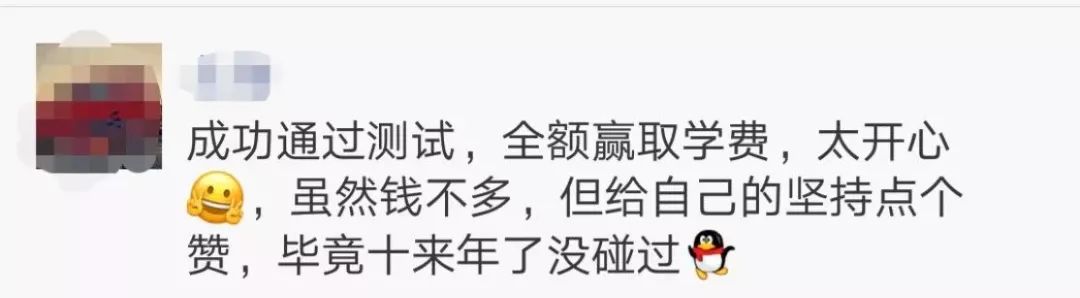 成功通过测试，全额赢取学费，太开心
，虽然钱不多，但给自己的坚持点个
赞，毕竟十来年了没碰过